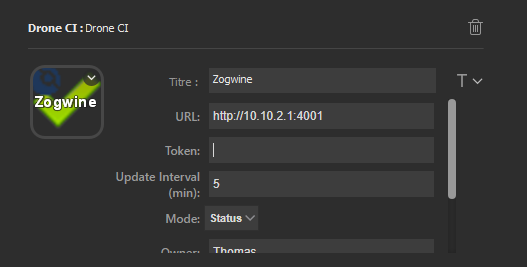 Drone CI : Drone CI
Zogwine
Titre :
Zogwine
T
URL:
http://10.10.2.1:4001
Token:
Update Interval
(min):
5
Mode:
Status
Owner:
Thomas